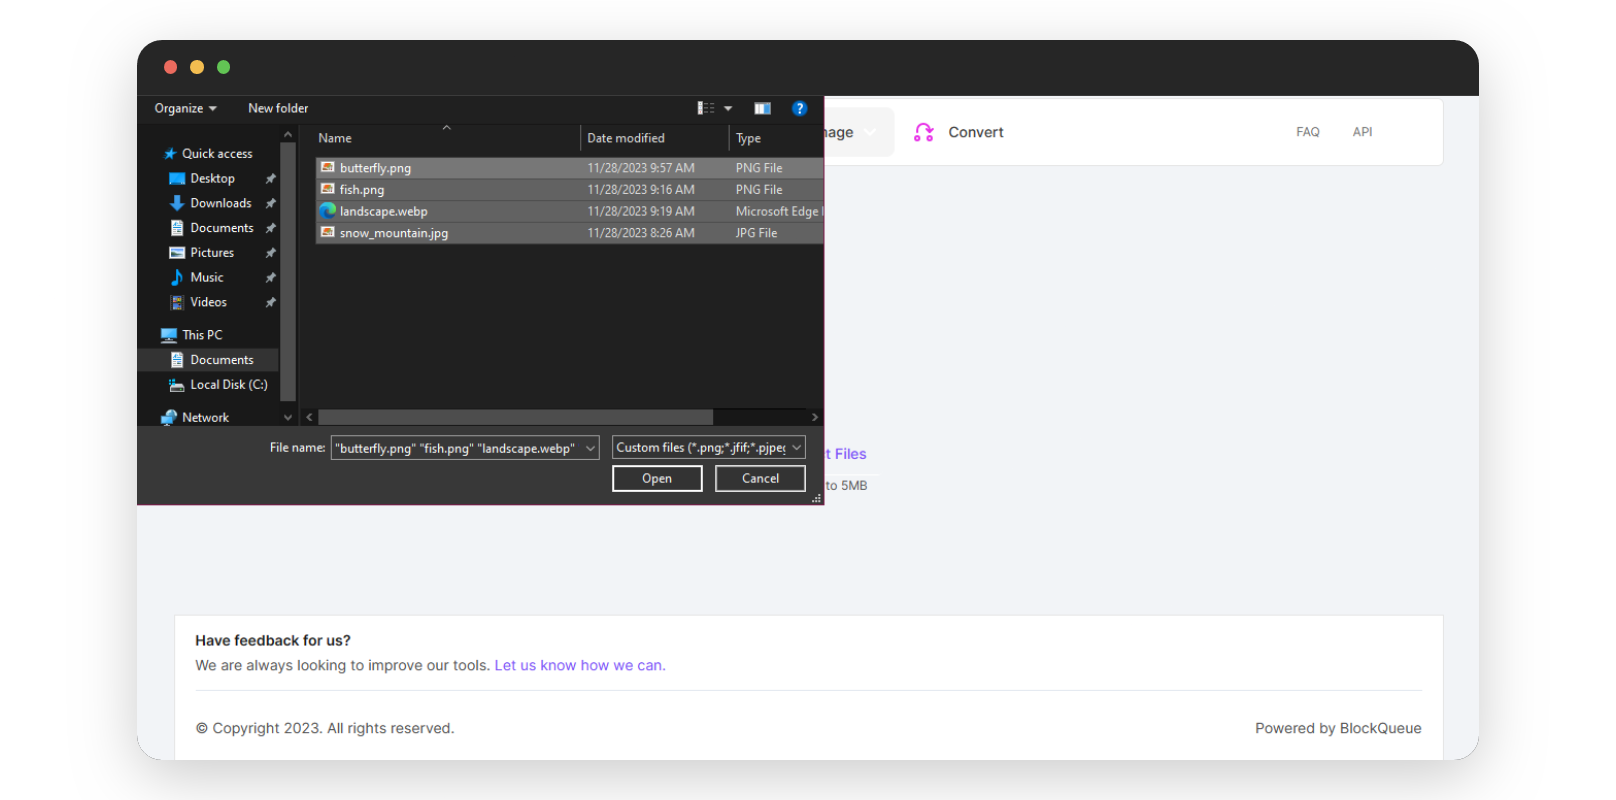 Organize New folder
?
Name Date modified Type
Quick access
Desktop
Downloads
Documents
Pictures
Music
Videos
This PC
Documents
Local Disk (C:)
Network
butterfly.png 11/28/2023 9:57 AM PNG File
fish.png 11/28/2023 9:16 AM PNG File
landscape.webp 11/28/2023 9:19 AM Microsoft Edge
snow_mountain.jpg 11/28/2023 8:26 AM JPG File
File name: "butterfly.png" "fish.png" "landscape.webp" Custom files (*.png;*.jfif;*.pjpeg
Open Cancel
nage Convert FAQ API
t Files
to 5MB
Have feedback for us?
We are always looking to improve our tools. Let us know how we can.
© Copyright 2023. All rights reserved. Powered by BlockQueue